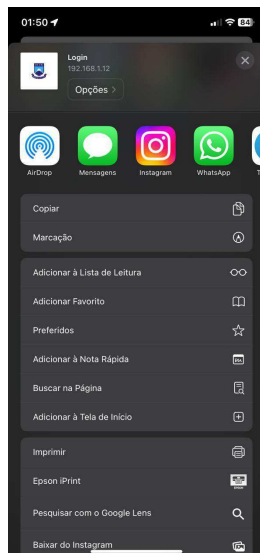 01:50
84
Login
192.168.1.12
Opções
AirDrop
Mensagens
Instagram
WhatsApp
T
Copiar
Marcação
Adicionar à Lista de Leitura
Adicionar Favorito
Preferidos
Adicionar à Nota Rápida
Buscar na Página
Adicionar à Tela de Início
Imprimir
Epson iPrint
EPSON
Pesquisar com o Google Lens
Baixar do Instagram